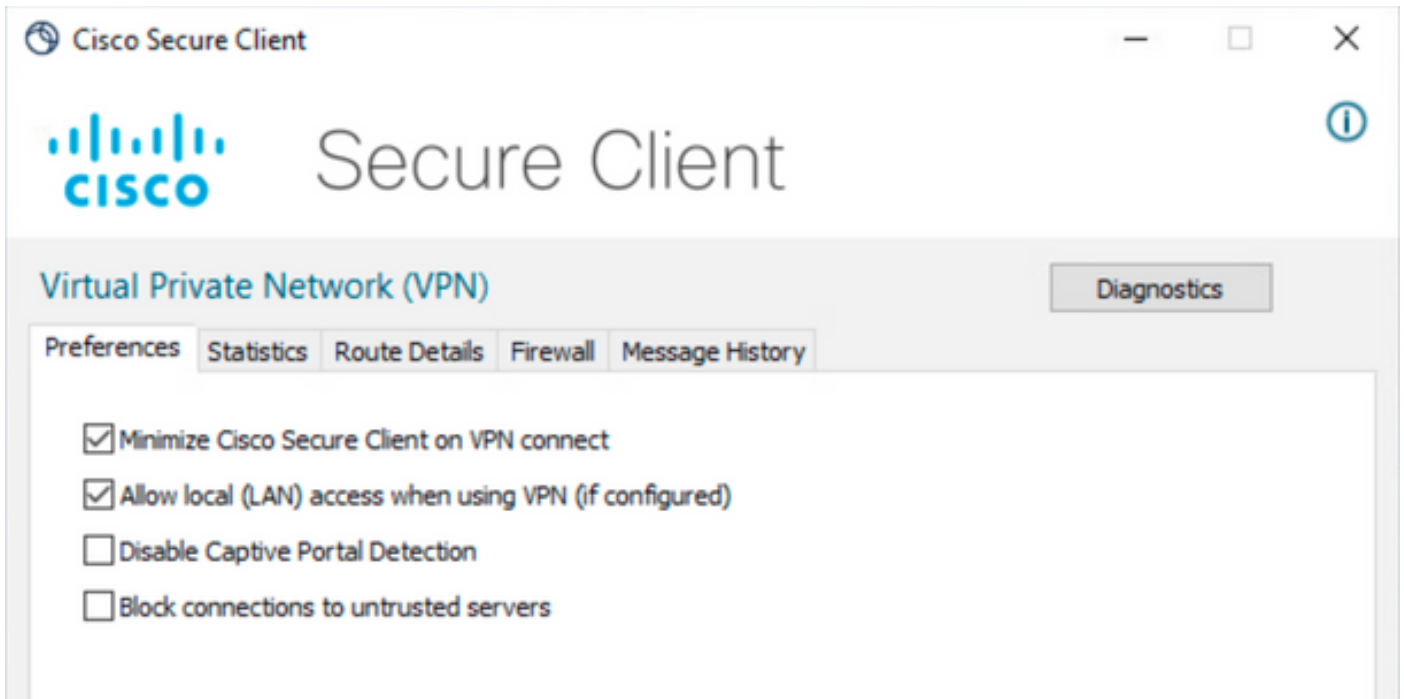 Cisco Secure Client
CISCO
Secure Client
Virtual Private Network (VPN)
Diagnostics
Preferences Statistics Route Details Firewall Message History
Minimize Cisco Secure Client on VPN connect
Allow local (LAN) access when using VPN (if configured)
Disable Captive Portal Detection
Block connections to untrusted servers